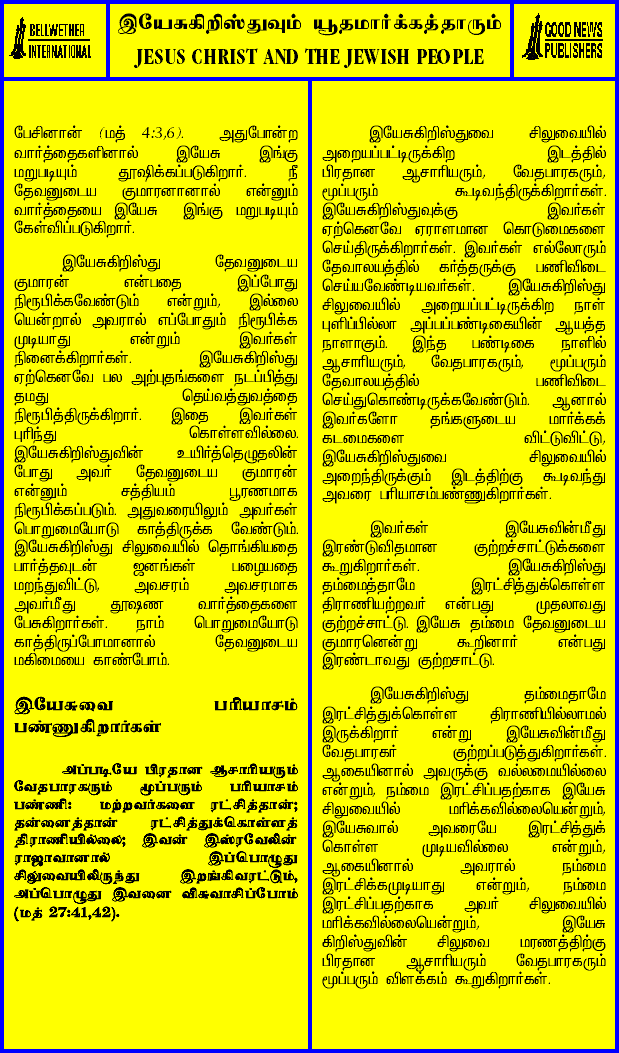 BELLWETHER
INTERNATIONAL
இயேசுகிறிஸ்துவும் யூதமார்க்கத்தாரும்
JESUS CHRIST AND THE JEWISH PEOPLE
GOOD NEWS
PUBLISHERS
பேசினான் (மத் 4:3,6). அதுபோன்ற
வார்த்தைகளினால் இயேசு இங்கு
மறுபடியும் தூஷிக்கப்படுகிறார். நீ
தேவனுடைய குமாரனானால் என்னும்
வார்த்தையை இயேசு இங்கு மறுபடியும்
கேள்விப்படுகிறார்.
இயேசுகிறிஸ்து தேவனுடைய
குமாரன் என்பதை இப்போது
நிரூபிக்கவேண்டும் என்றும், இல்லை
யென்றால் அவரால் எப்போதும் நிரூபிக்க
முடியாது என்றும் இவர்கள்
நினைக்கிறார்கள். இயேசுகிறிஸ்து
ஏற்கெனவே பல அற்புதங்களை நடப்பித்து
தமது தெய்வத்துவத்தை
நிரூபித்திருக்கிறார். இதை இவர்கள்
புரிந்து கொள்ளவில்லை.
இயேசுகிறிஸ்துவின் உயிர்த்தெழுதலின்
போது அவர் தேவனுடைய குமாரன்
என்னும் சத்தியம் பூரணமாக
நிரூபிக்கப்படும். அதுவரையிலும் அவர்கள்
பொறுமையோடு காத்திருக்க வேண்டும்.
இயேசுகிறிஸ்து சிலுவையில் தொங்கியதை
பார்த்தவுடன் ஜனங்கள் பழையதை
மறந்துவிட்டு, அவசரம் அவசரமாக
அவர்மீது தூஷண வார்த்தைகளை
பேசுகிறார்கள். நாம் பொறுமையோடு
காத்திருப்போமானால் தேவனுடைய
மகிமையை காண்போம்.
இயேசுவை பரியாசம்
பண்ணுகிறார்கள்
அப்படியே பிரதான ஆசாரியரும்
வேதபாரகரும் மூப்பரும் பரியாசம்
பண்ணி: மற்றவர்களை ரட்சித்தான்;
தன்னைத்தான் ரட்சித்துக்கொள்ளத்
திராணியில்லை; இவன் இஸ்ரவேலின்
ராஜாவானால் இப்பொழுது
சிலுவையிலிருந்து இறங்கிவரட்டும்,
அப்பொழுது இவனை விசுவாசிப்போம்
(மத் 27:41,42).
இயேசுகிறிஸ்துவை சிலுவையில்
அறையப்பட்டிருக்கிற இடத்தில்
பிரதான ஆசாரியரும், வேதபாரகரும்,
மூப்பரும் கூடிவந்திருக்கிறார்கள்.
இயேசுகிறிஸ்துவுக்கு இவர்கள்
ஏற்கெனவே ஏராளமான கொடுமைகளை
செய்திருக்கிறார்கள். இவர்கள் எல்லோரும்
தேவாலயத்தில் கர்த்தருக்கு பணிவிடை
செய்யவேண்டியவர்கள். இயேசுகிறிஸ்து
சிலுவையில் அறையப்பட்டிருக்கிற நாள்
புளிப்பில்லா அப்பப்பண்டிகையின் ஆயத்த
நாளாகும். இந்த பண்டிகை நாளில்
ஆசாரியரும், வேதபாரகரும், மூப்பரும்
தேவாலயத்தில் பணிவிடை
செய்துகொண்டிருக்கவேண்டும். ஆனால்
இவர்களோ தங்களுடைய மார்க்கக்
கடமைகளை விட்டுவிட்டு,
இயேசுகிறிஸ்துவை சிலுவையில்
அறைந்திருக்கும் இடத்திற்கு கூடிவந்து
அவரை பரியாசம்பண்ணுகிறார்கள்.
இவர்கள் இயேசுவின்மீது
இரண்டுவிதமான குற்றச்சாட்டுக்களை
கூறுகிறார்கள். இயேசுகிறிஸ்து
தம்மைத்தாமே இரட்சித்துக்கொள்ள
திராணியற்றவர் என்பது முதலாவது
குற்றச்சாட்டு. இயேசு தம்மை தேவனுடைய
குமாரனென்று கூறினார் என்பது
இரண்டாவது குற்றசாட்டு.
இயேசுகிறிஸ்து தம்மைதாமே
இரட்சித்துக்கொள்ள திராணியில்லாமல்
இருக்கிறார் என்று இயேசுவின்மீது
வேதபாரகர் குற்றப்படுத்துகிறார்கள்.
ஆகையினால் அவருக்கு வல்லமையில்லை
என்றும், நம்மை இரட்சிப்பதற்காக இயேசு
சிலுவையில் மரிக்கவில்லையென்றும்,
இயேசுவால் அவரையே இரட்சித்துக்
கொள்ள முடியவில்லை என்றும்,
ஆகையினால் அவரால் நம்மை
இரட்சிக்கமுடியாது என்றும், நம்மை
இரட்சிப்பதற்காக அவர் சிலுவையில்
மரிக்கவில்லையென்றும், இயேசு
கிறிஸ்துவின் சிலுவை மரணத்திற்கு
பிரதான ஆசாரியரும் வேதபாரகரும்
மூப்பரும் விளக்கம் கூறுகிறார்கள்.